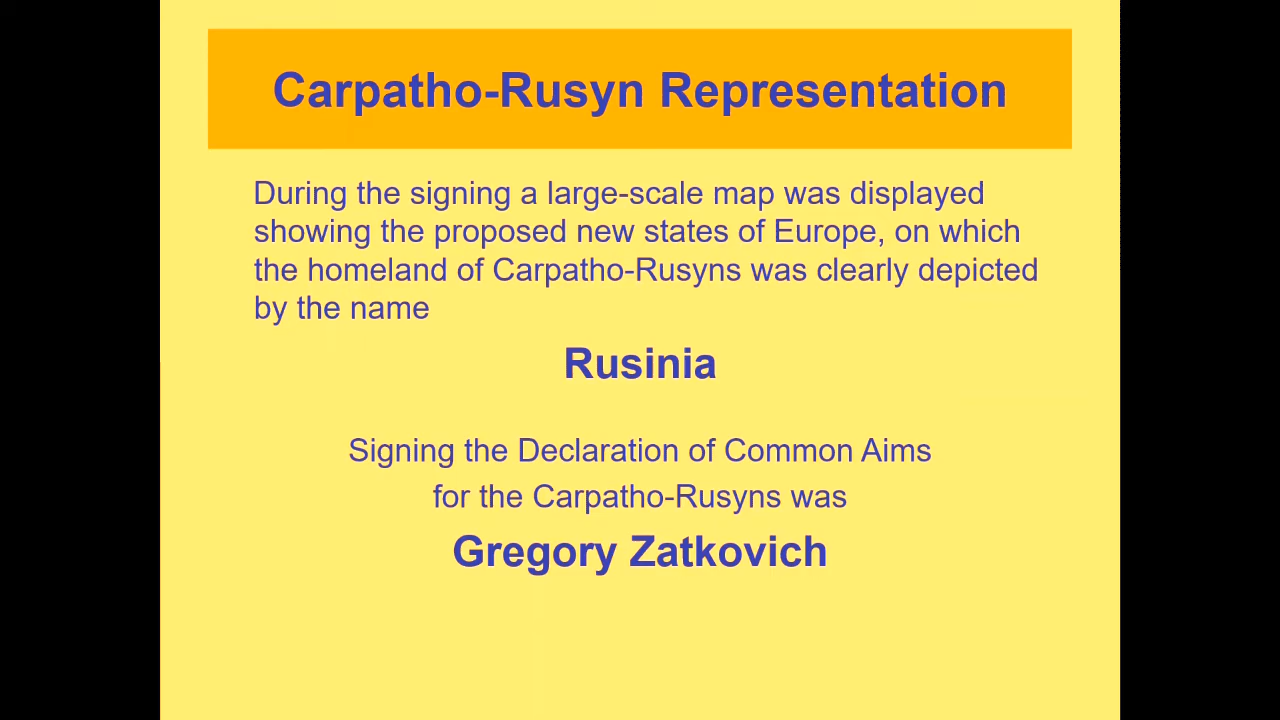 Carpatho-Rusyn Representation
During the signing a large-scale map was displayed
showing the proposed new states of Europe, on which
the homeland of Carpatho-Rusyns was clearly depicted
by the name
Rusinia
Signing the Declaration of Common Aims
for the Carpatho-Rusyns was
Gregory Zatkovich